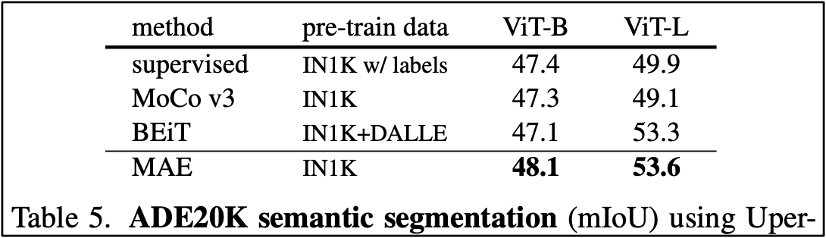 method pre-train data ViT-B ViT-L
supervised IN1K w/ labels 47.4 49.9
MoCo v3 IN1K 47.3 49.1
BEiT IN1K+DALLE 47.1 53.3
MAE IN1K 48.1 53.6
Table 5. ADE20K semantic segmentation (mIoU) using Uper-